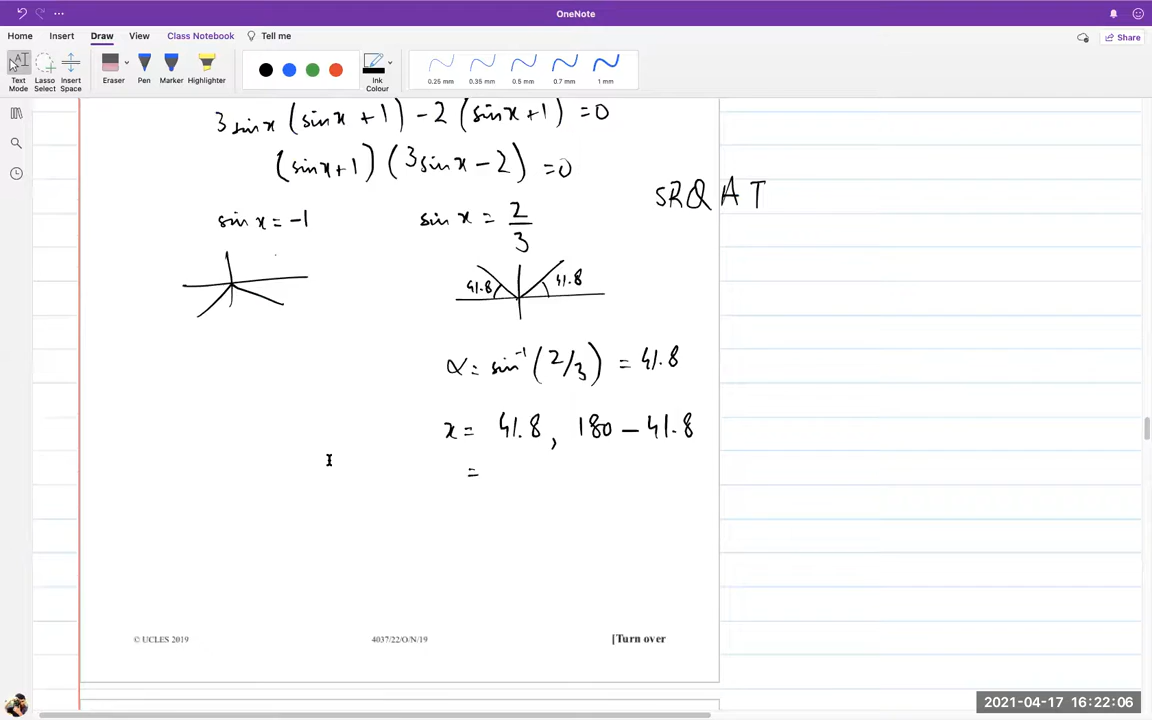 OneNote
Home Insert Draw View Class Notebook Tell me
Share
Text Mode
Lasso Select
Insert Space
Eraser
Pen
Marker
Highlighter
Ink Colour
0.25 mm 0.35 mm 0.5 mm 0.7 mm 1 mm
3 sin x (sin x + 1) - 2 (sin x + 1) = 0
(sin x + 1) (3 sin x - 2) = 0
SRQAT
sin x = -1
sin x = 2/3
41.8 41.8
α = sin⁻¹ (2/3) = 41.8
x = 41.8, 180 - 41.8
=
© UCLES 2019 4037/22/O/N/19 [Turn over
2021-04-17 16:22:06